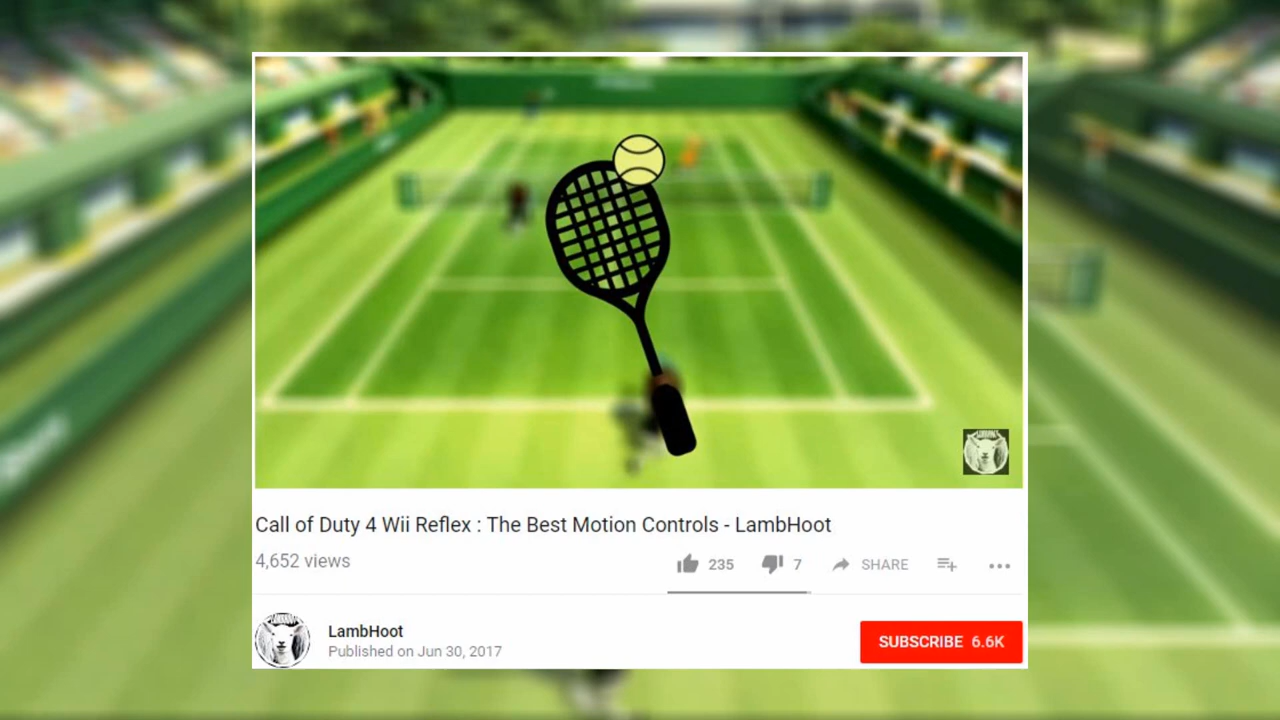 Call of Duty 4 Wii Reflex : The Best Motion Controls - LambHoot
4,652 views
235
7
SHARE
LambHoot
Published on Jun 30, 2017
SUBSCRIBE 6.6K